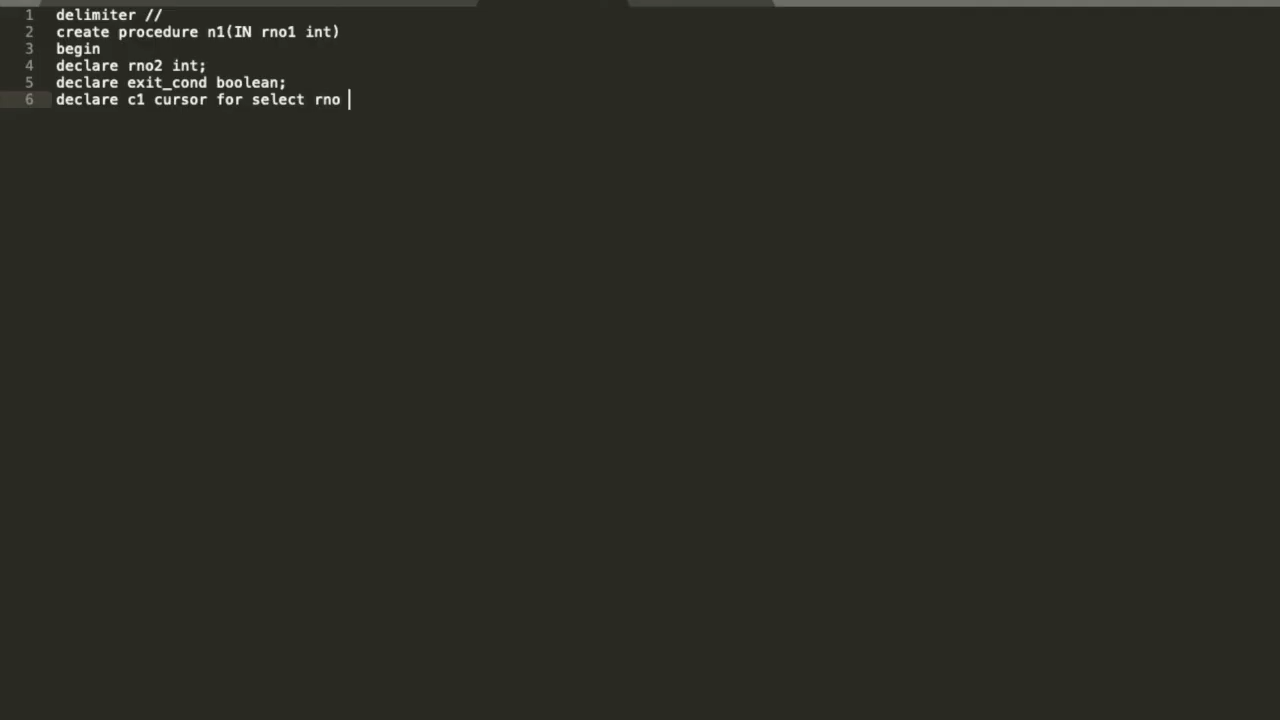 1 delimiter //
2 create procedure n1(IN rno1 int)
3 begin
4 declare rno2 int;
5 declare exit_cond boolean;
6 declare c1 cursor for select rno